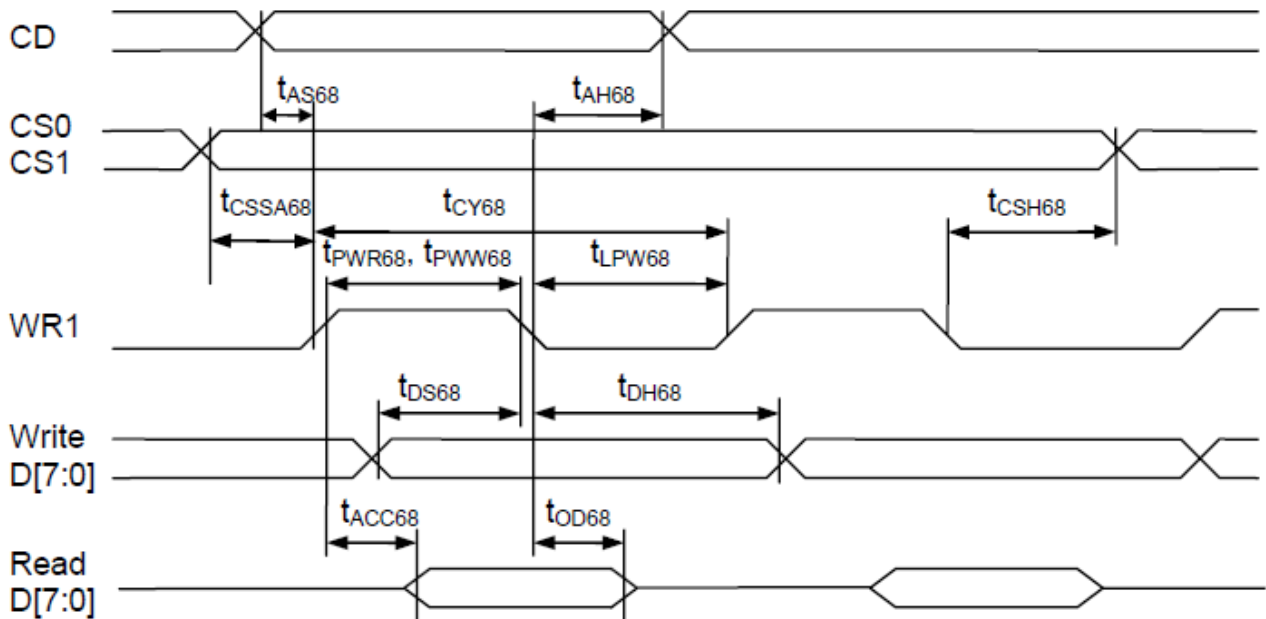 CD
tAS68 tAH68
CS0
CS1
tCSSA68 tCY68 tCSH68
tPWR68, tPWW68 tLPW68
WR1
tDS68 tDH68
Write
D[7:0]
tACC68 tOD68
Read
D[7:0]